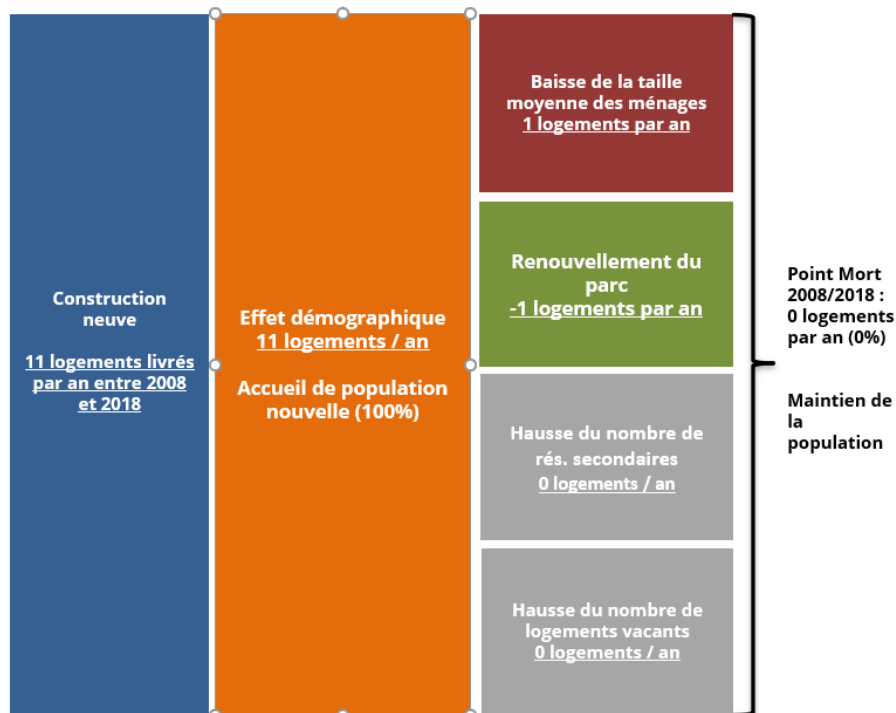 Construction
neuve
11 logements livrés
par an entre 2008
et 2018
Effet démographique
11 logements / an
Accueil de population
nouvelle (100%)
Baisse de la taille
moyenne des ménages
1 logements par an
Renouvellement du
parc
-1 logements par an
Hausse du nombre de
rés. secondaires
0 logements / an
Hausse du nombre de
logements vacants
0 logements / an
Point Mort
2008/2018 :
0 logements
par an (0%)
Maintien de
la
population